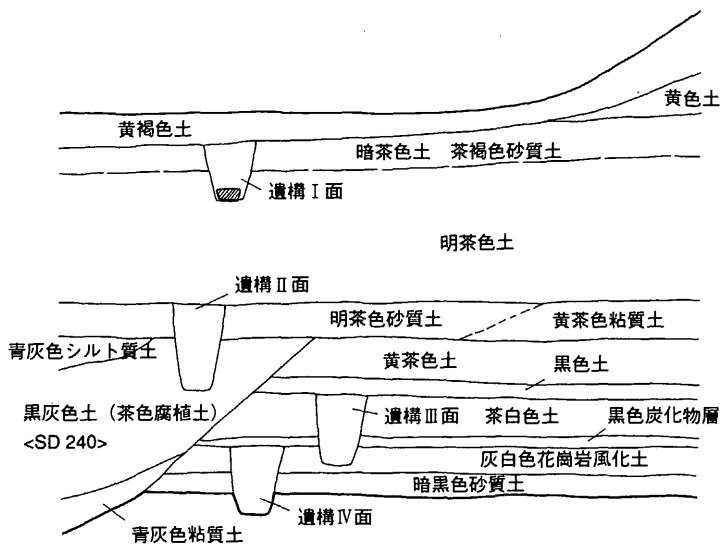 黄色土
黄褐色土
暗茶色土 茶褐色砂質土
遺構Ⅰ面
明茶色土
遺構Ⅱ面
明茶色砂質土
黄茶色粘質土
青灰色シルト質土
黄茶色土
黒色土
黒灰色土(茶色腐植土)
<SD 240>
遺構Ⅲ面
茶白色土
黒色炭化物層
灰白色花崗岩風化土
暗黒色砂質土
遺構Ⅳ面
青灰色粘質土